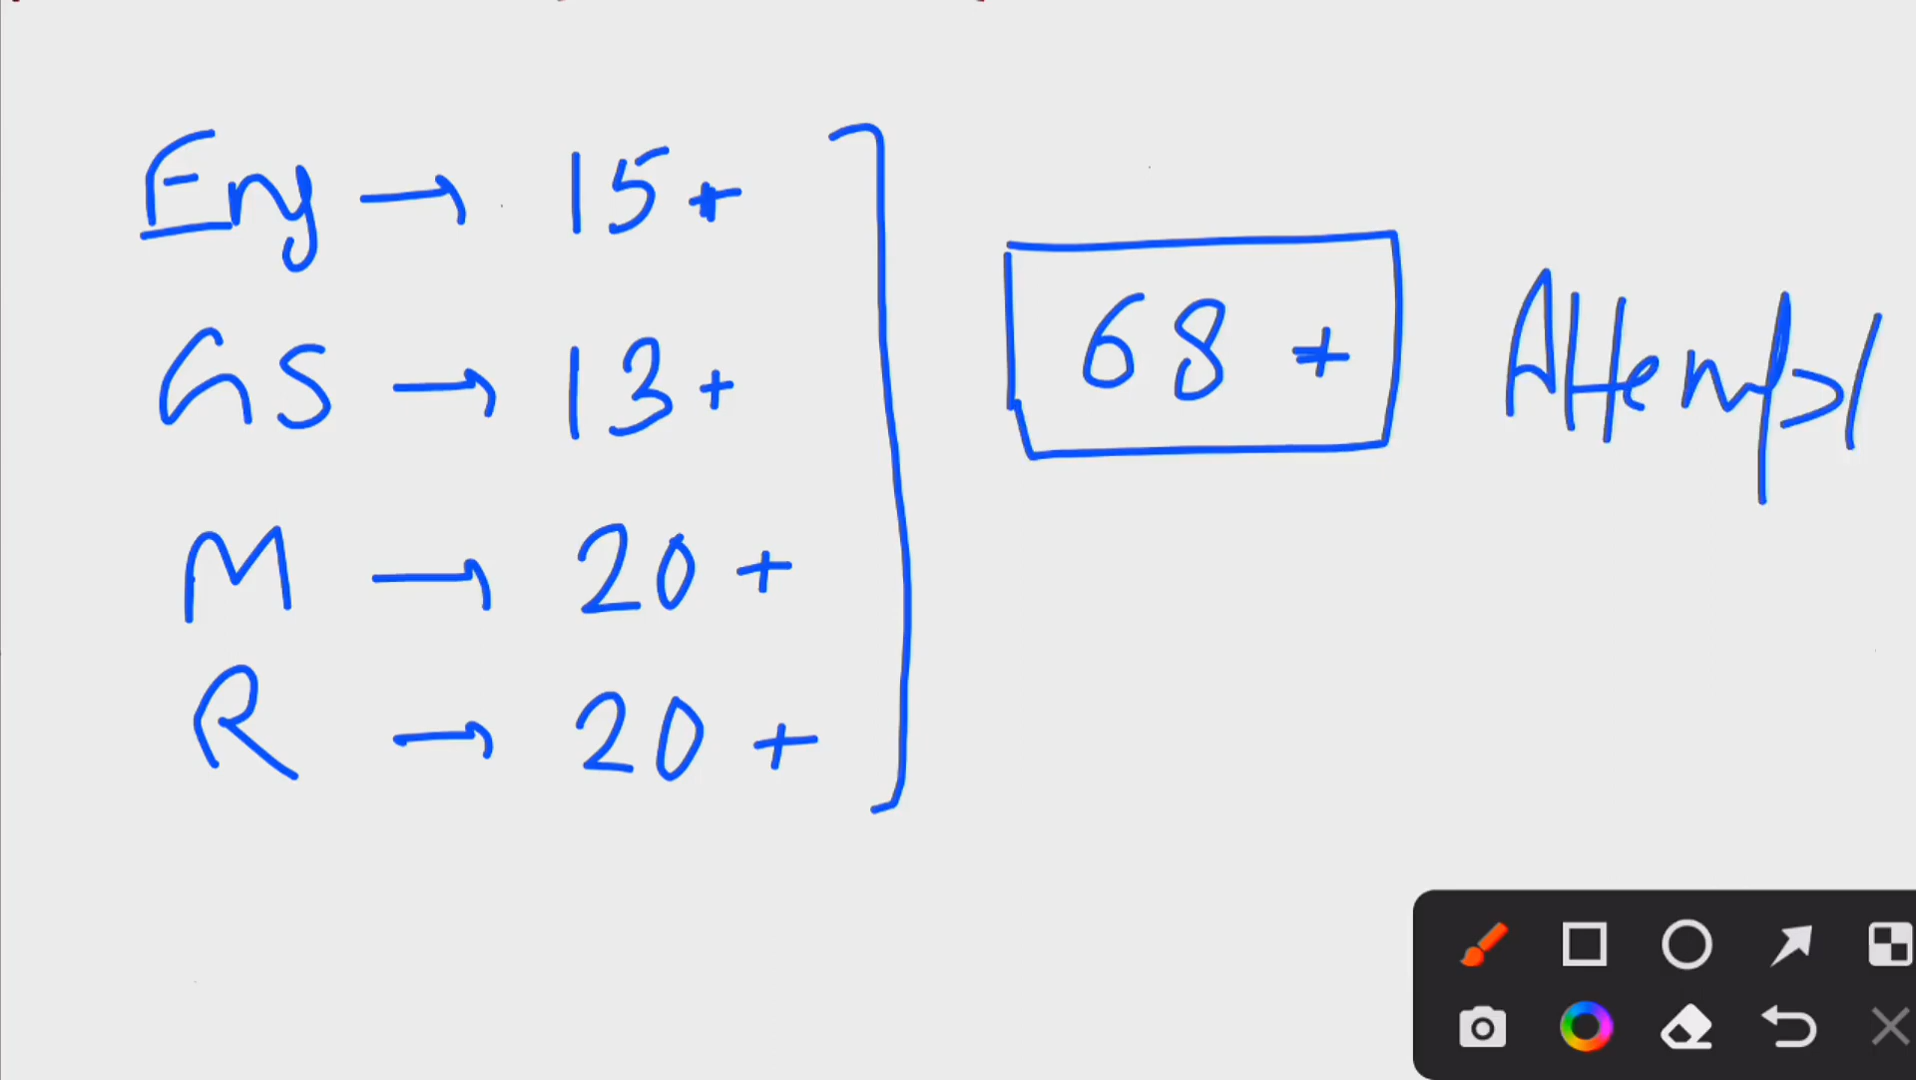 Eng → 15+
GS → 13+
M → 20+
R → 20+
68+ Attempt